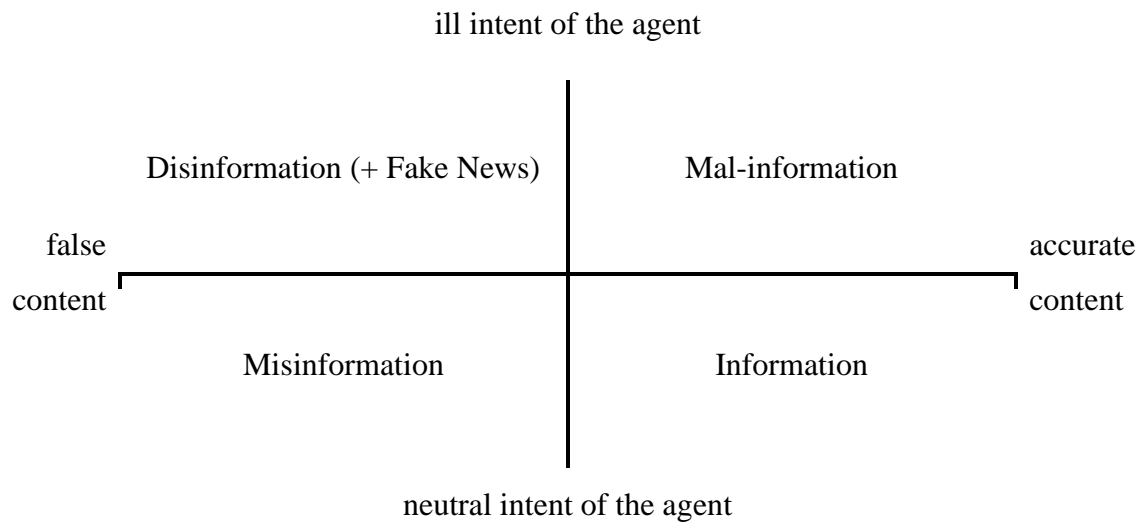 ill intent of the agent
Disinformation (+ Fake News)
Mal-information
false
content
accurate
content
Misinformation
Information
neutral intent of the agent